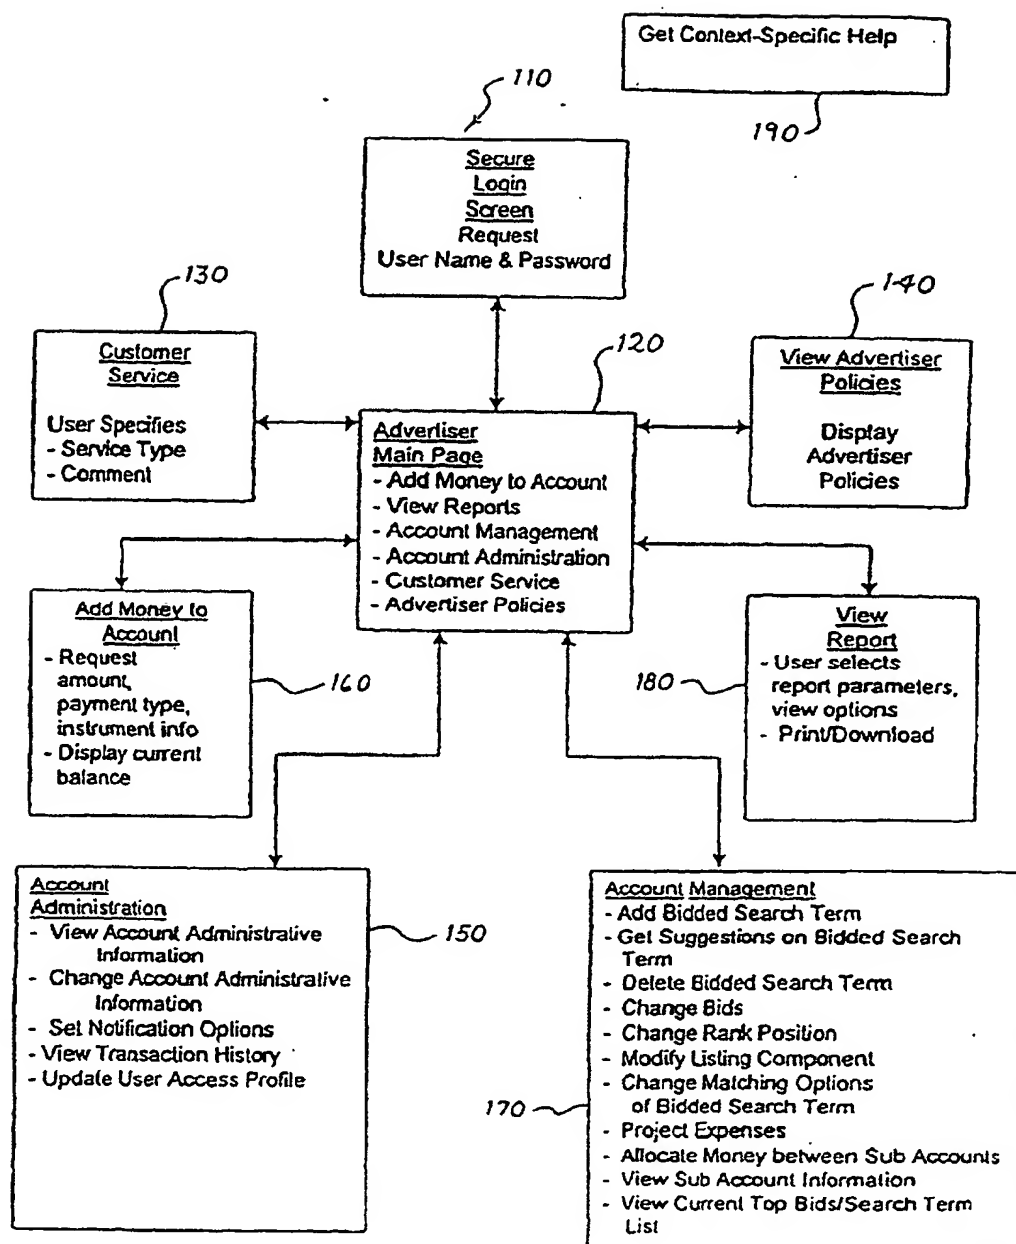 Get Context-Specific Help
190
110
Secure
Login
Screen
Request
User Name & Password
130
Customer
Service
User Specifies
- Service Type
- Comment
120
Advertiser
Main Page
- Add Money to Account
- View Reports
- Account Management
- Account Administration
- Customer Service
- Advertiser Policies
140
View Advertiser
Policies
Display
Advertiser
Policies
Add Money to
Account
- Request
amount,
payment type,
instrument info
- Display current
balance
160
View
Report
- User selects
report parameters,
view options
- Print/Download
180
Account
Administration
- View Account Administrative
Information
- Change Account Administrative
Information
- Set Notification Options
- View Transaction History
- Update User Access Profile
150
Account Management
- Add Bidded Search Term
- Get Suggestions on Bidded Search
Term
- Delete Bidded Search Term
- Change Bids
- Change Rank Position
- Modify Listing Component
- Change Matching Options
of Bidded Search Term
- Project Expenses
- Allocate Money between Sub Accounts
- View Sub Account Information
- View Current Top Bids/Search Term
List
170